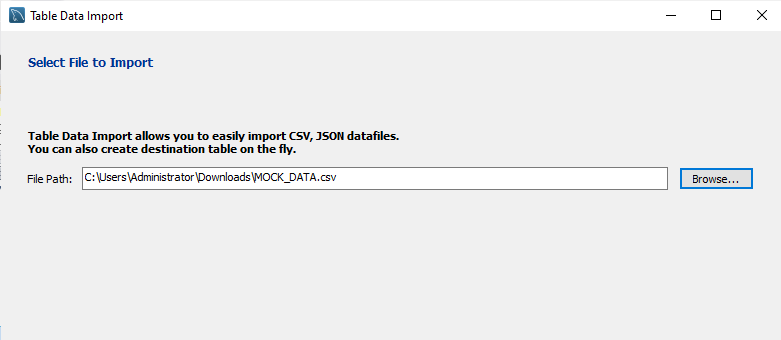 Table Data Import
Select File to Import
Table Data Import allows you to easily import CSV, JSON datafiles.
You can also create destination table on the fly.
File Path: C:\Users\Administrator\Downloads\MOCK_DATA.csv Browse...